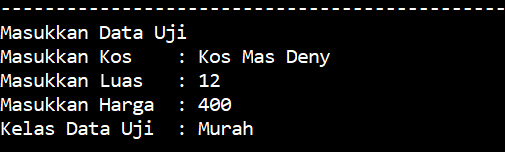 --------------------------------------------
Masukkan Data Uji
Masukkan Kos    : Kos Mas Deny
Masukkan Luas   : 12
Masukkan Harga  : 400
Kelas Data Uji  : Murah